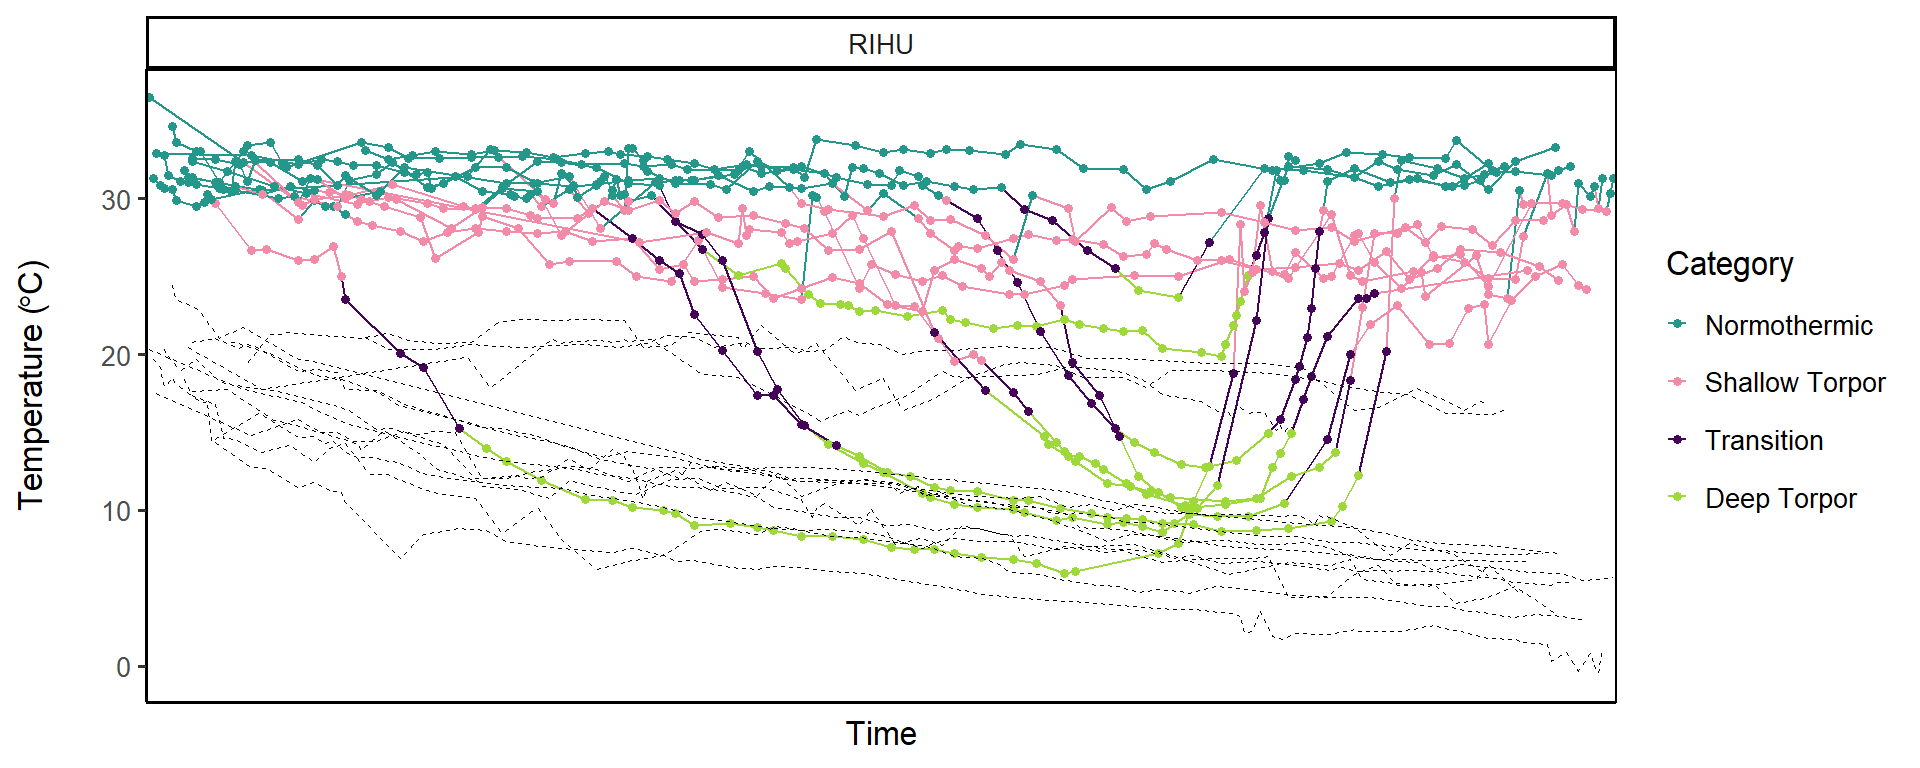 RIHU
Temperature (°C)
30
20
10
0
Time
Category
Normothermic
Shallow Torpor
Transition
Deep Torpor